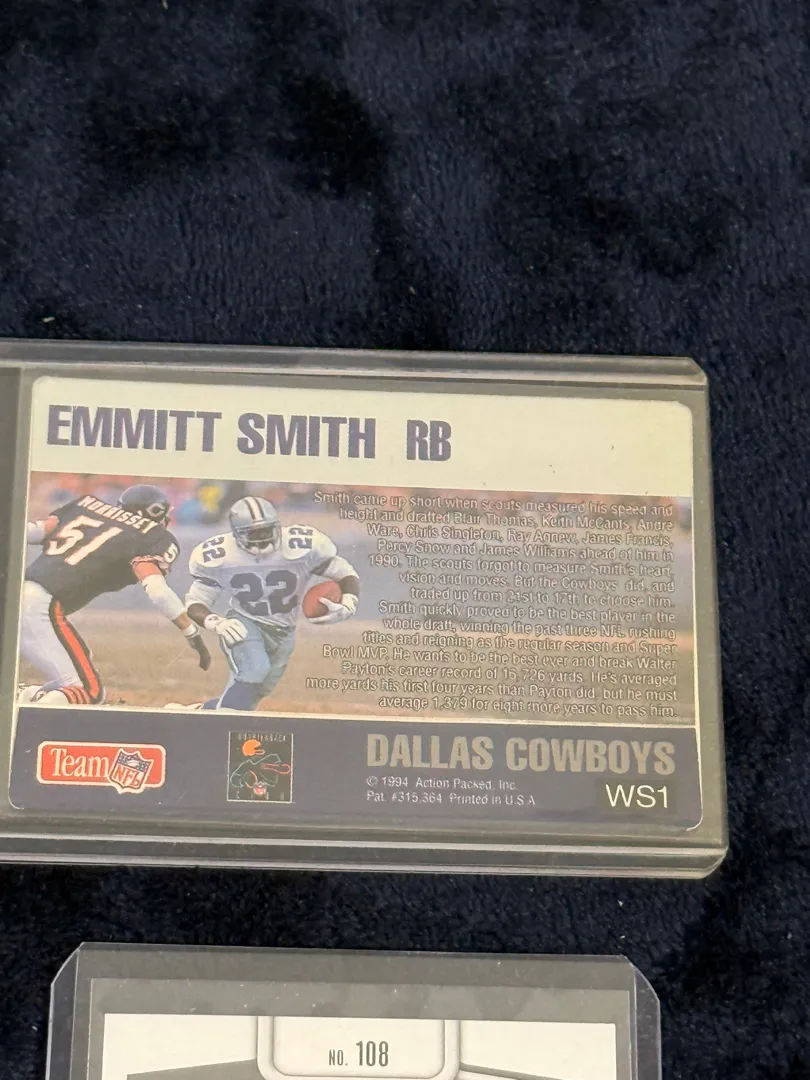 EMMITT SMITH RB
MORRISSEY
51
51
22
22
22
Smith came up short when scouts measured his speed and
height and drafted Blair Thomas, Keith McCants, Andre
Ware, Chris Singleton, Ray Agnew, James Francis,
Percy Snow and James Williams ahead of him in
1990. The scouts forgot to measure Smith's heart,
vision and moves. But the Cowboys did, and
traded up from 21st to 17th to choose him.
Smith quickly proved to be the best player in the
whole draft, winning the past three NFL rushing
titles and reigning as the regular season and Super
Bowl MVP. He wants to be the best ever and break Walter
Payton's career record of 16,726 yards. He's averaged
more yards his first four years than Payton did, but he must
average 1,379 for eight more years to pass him.
Team NFL
QUARTERBACK
CLUB
DALLAS COWBOYS
© 1994 Action Packed, Inc.
Pat. #315,364 Printed in U.S.A
WS1
NO. 108